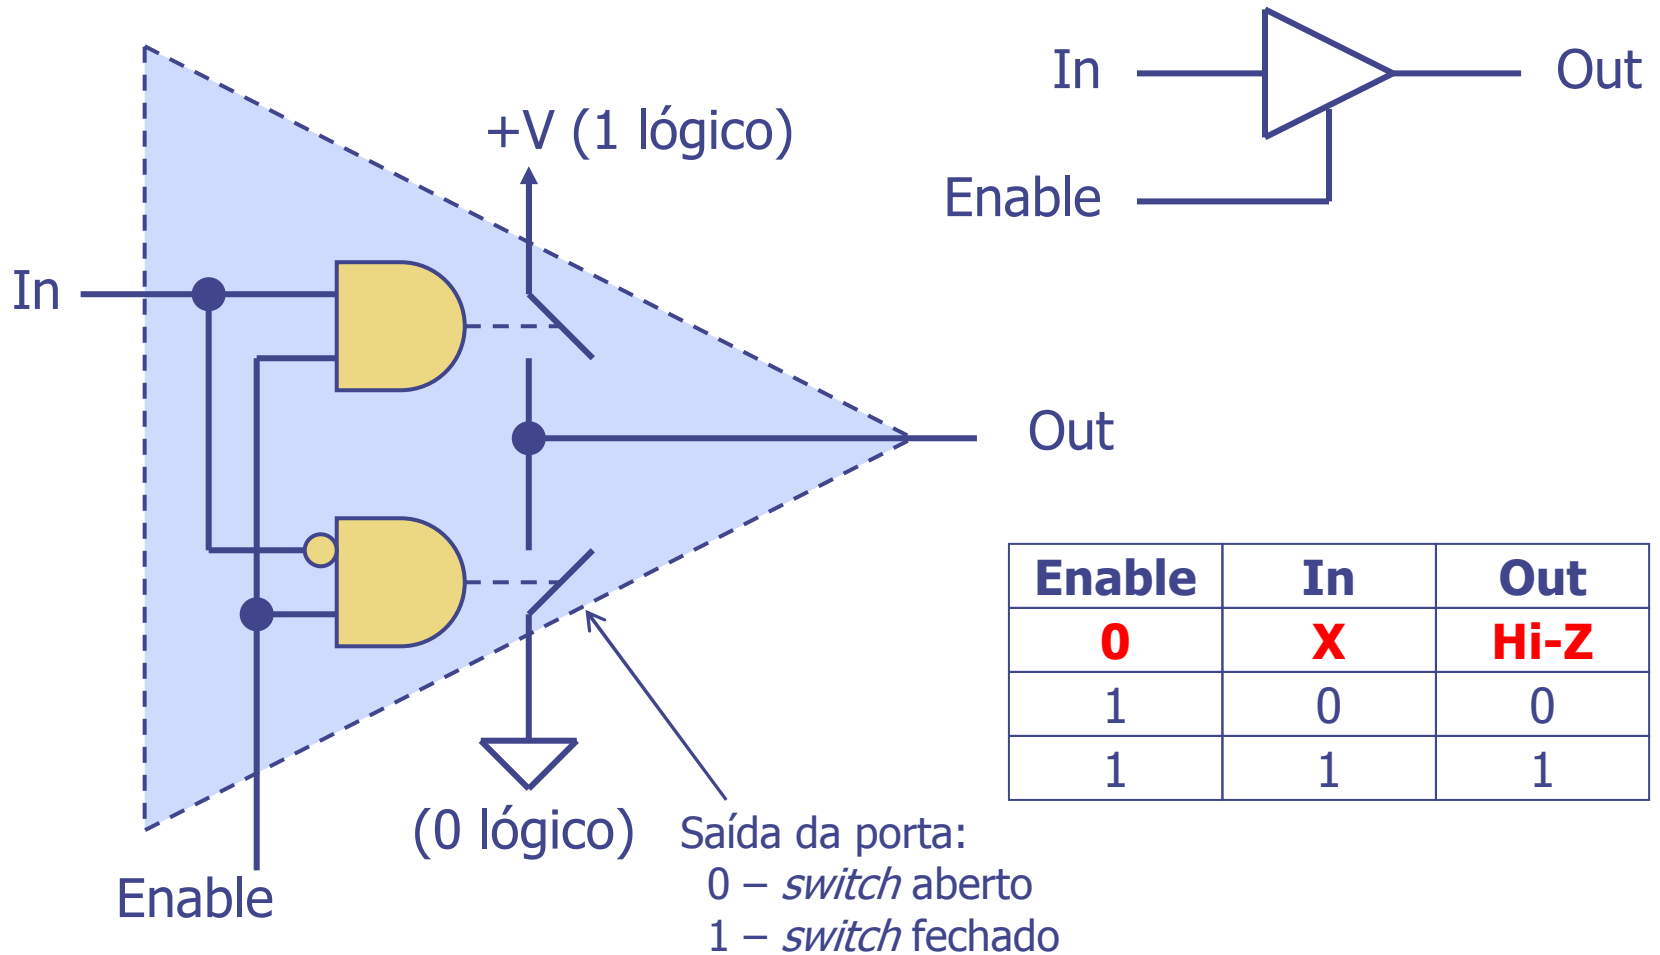 In
Out
Enable
+V (1 lógico)
In
Out
Enable
(0 lógico)
Saída da porta:
0 – switch aberto
1 – switch fechado
Enable In Out
0 X Hi-Z
1 0 0
1 1 1